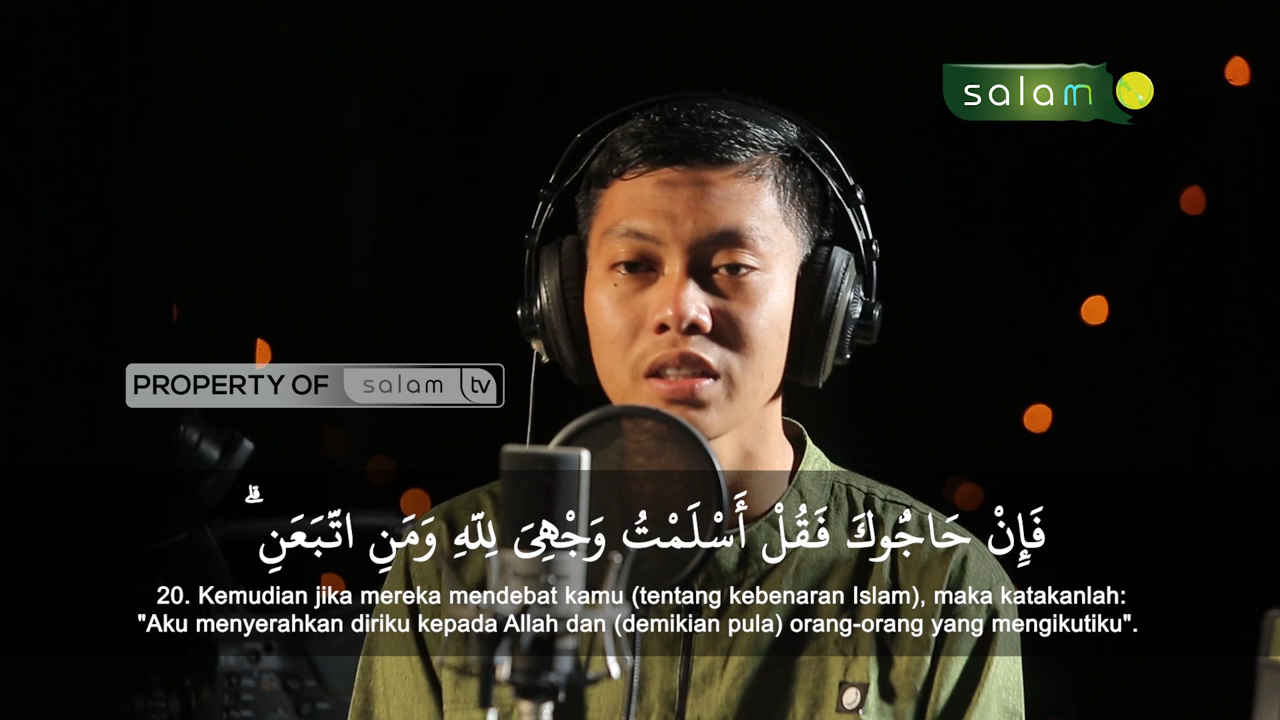 salam
PROPERTY OF salam tv
فَإِنْ حَاجُّوكَ فَقُلْ أَسْلَمْتُ وَجْهِىَ لِلَّهِ وَمَنِ اتَّبَعَنِ ۗ
20. Kemudian jika mereka mendebat kamu (tentang kebenaran Islam), maka katakanlah:
"Aku menyerahkan diriku kepada Allah dan (demikian pula) orang-orang yang mengikutiku".